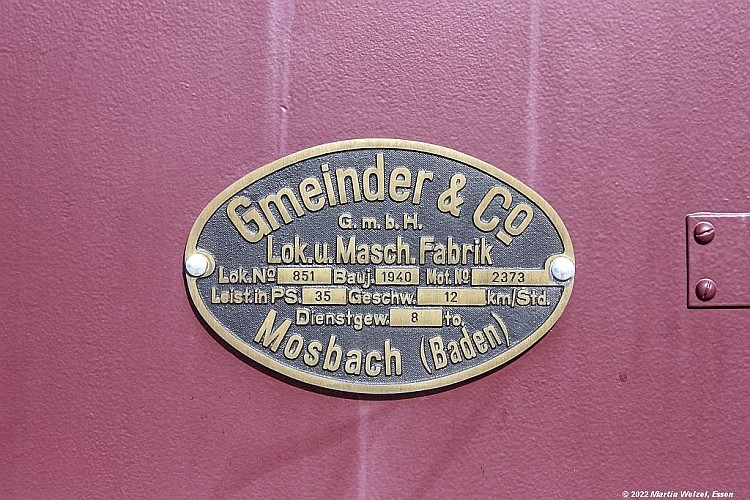 Gmeinder & Cº
G.m.b.H.
Lok.u.Masch.Fabrik
Lok.Nº 851 Bauj. 1940 Mot.Nº 2373
Leist.in PS. 35 Geschw. 12 km/Std.
Dienstgew. 8 to.
Mosbach (Baden)
© 2022 Martin Welzel, Essen